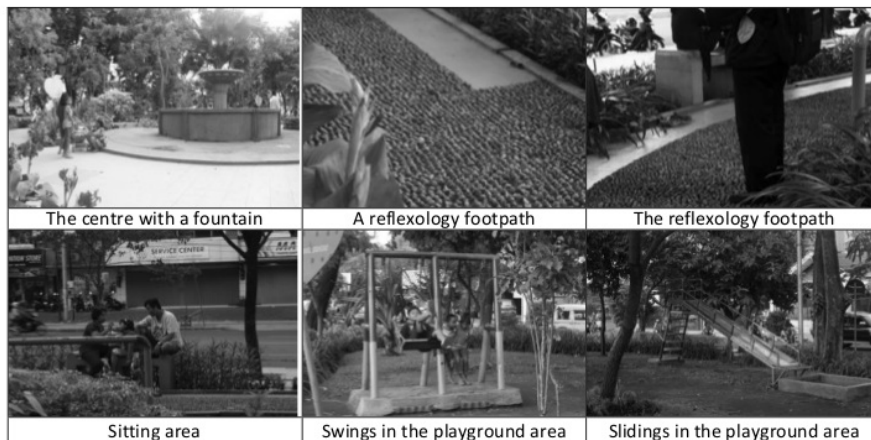 The centre with a fountain
A reflexology footpath
The reflexology footpath
SERVICE CENTER
Sitting area
Swings in the playground area
Slidings in the playground area